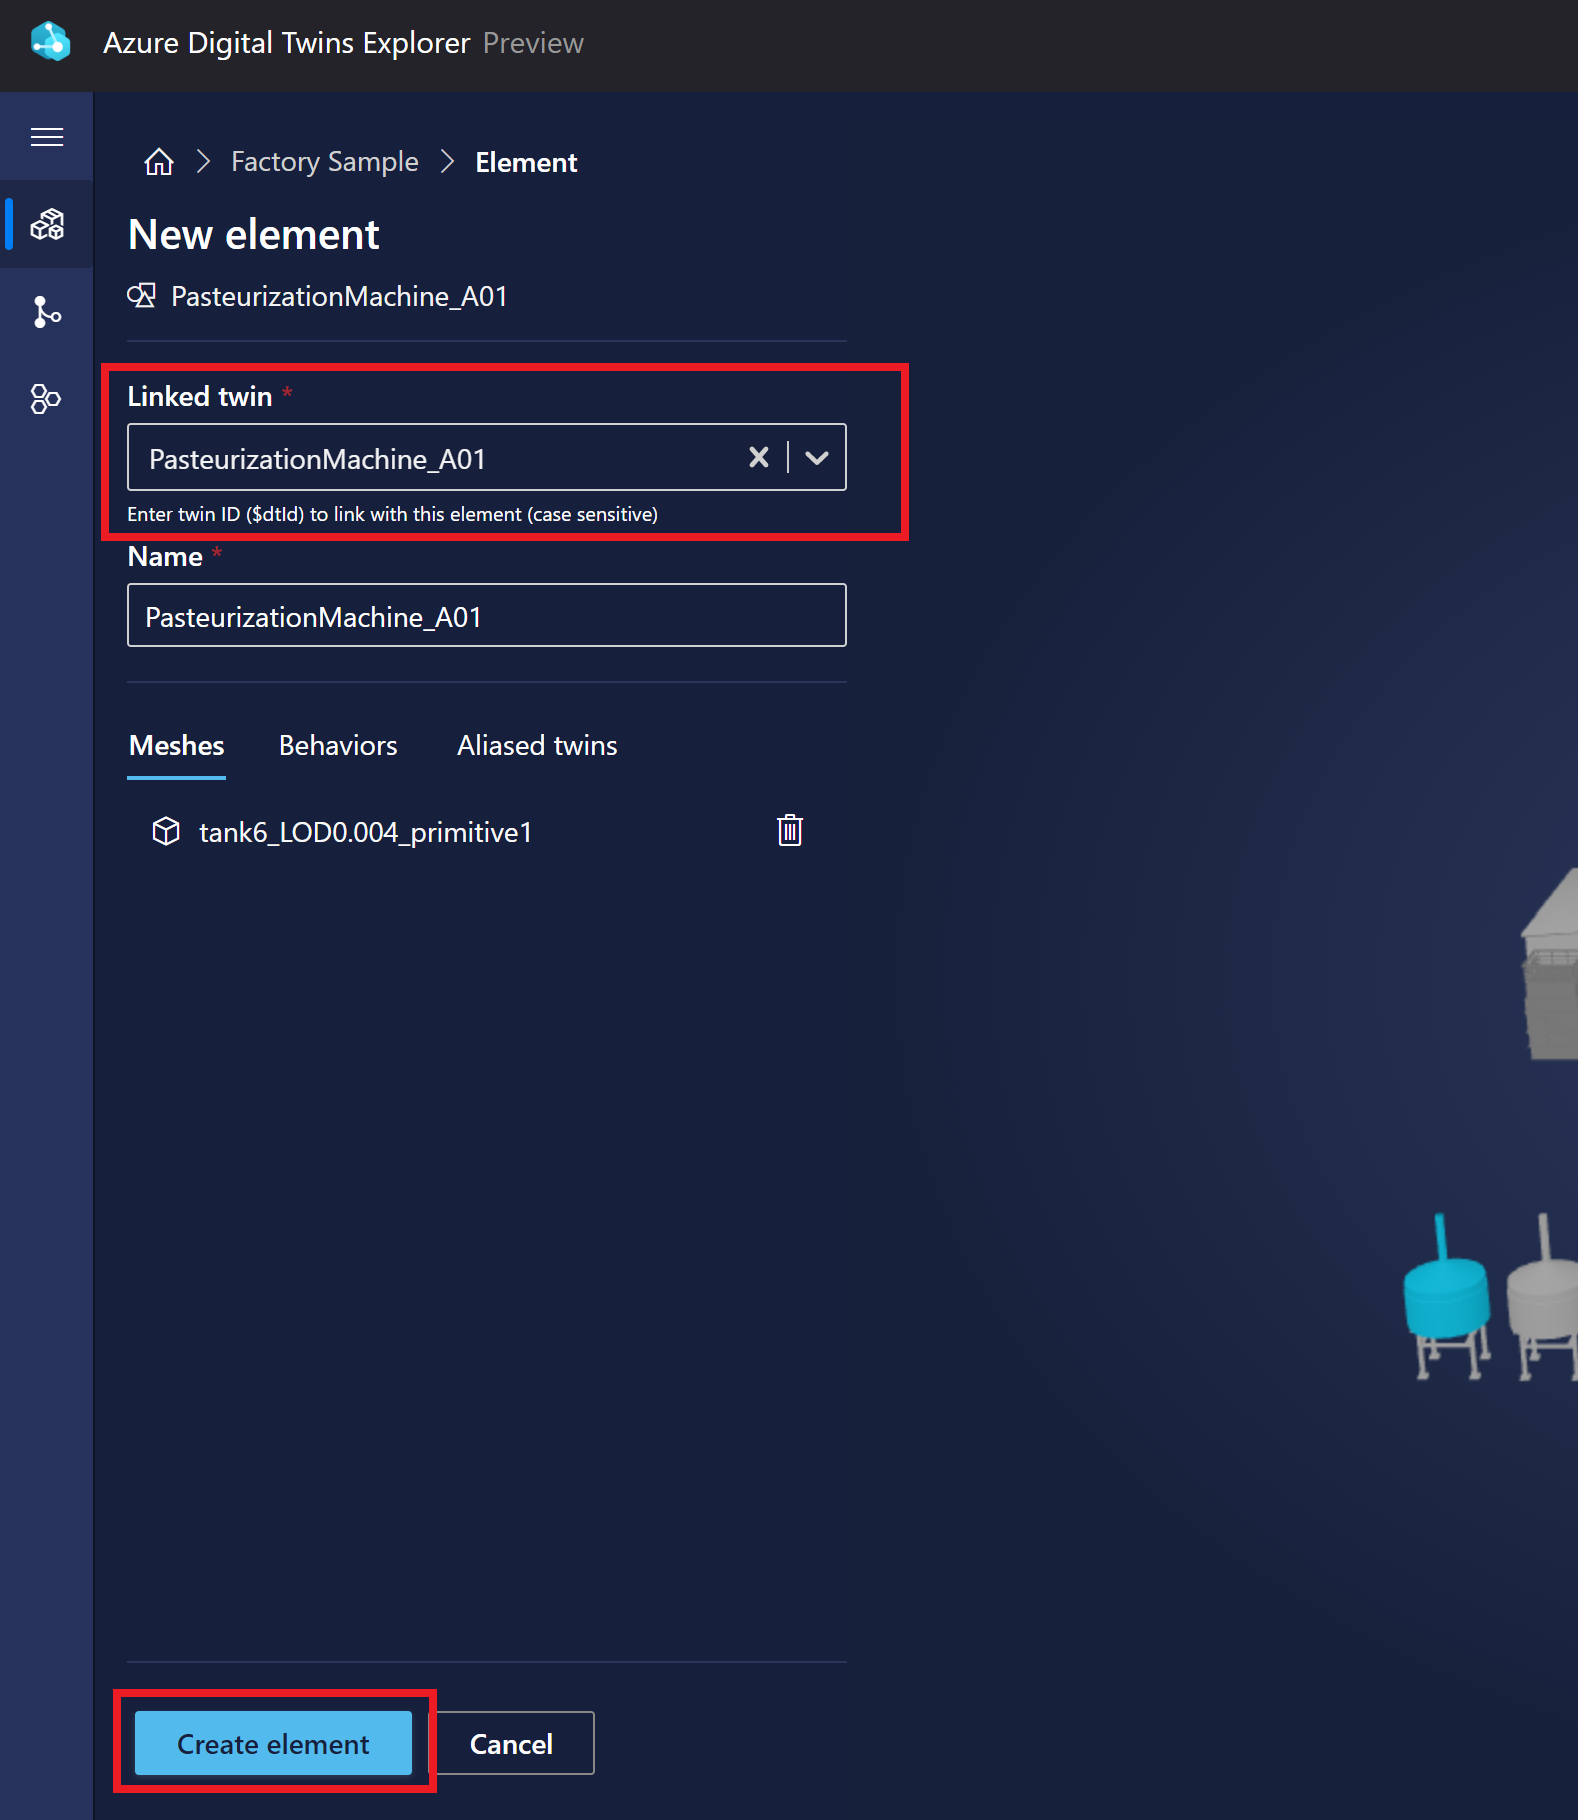 Azure Digital Twins Explorer Preview
Factory Sample Element
New element
PasteurizationMachine_A01
Linked twin *
PasteurizationMachine_A01
Enter twin ID ($dtId) to link with this element (case sensitive)
Name *
PasteurizationMachine_A01
Meshes Behaviors Aliased twins
tank6_LOD0.004_primitive1
Create element Cancel